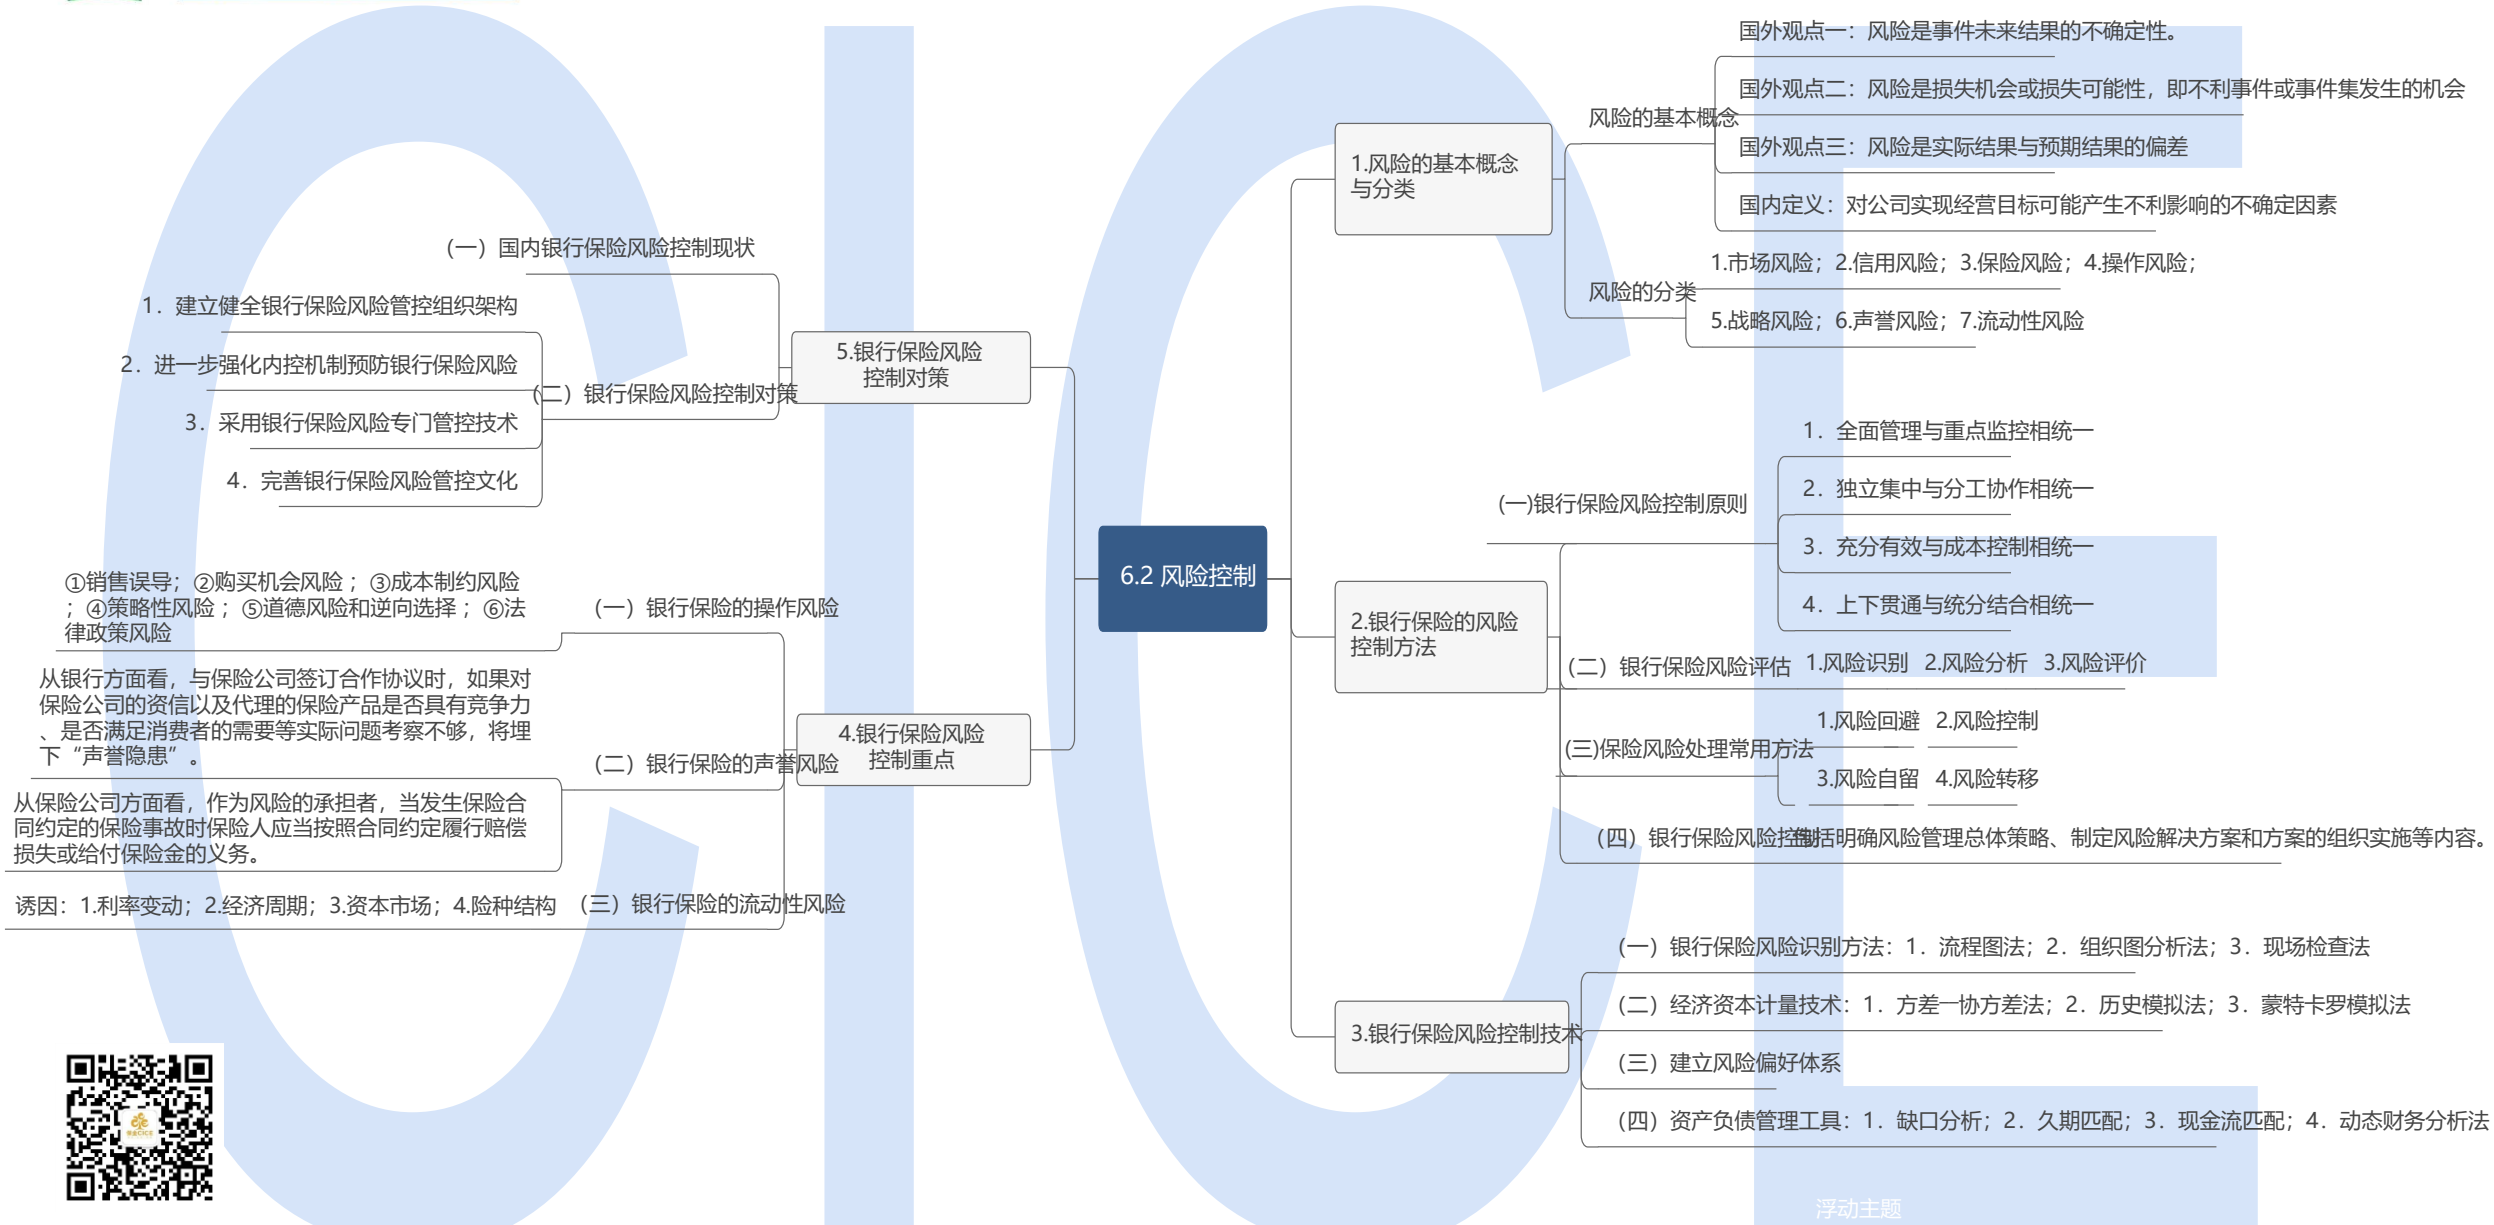 6.2 风险控制
1.风险的基本概念
与分类
风险的基本概念
国外观点一：风险是事件未来结果的不确定性。
国外观点二：风险是损失机会或损失可能性，即不利事件或事件集发生的机会
国外观点三：风险是实际结果与预期结果的偏差
国内定义：对公司实现经营目标可能产生不利影响的不确定因素
风险的分类
1.市场风险；2.信用风险；3.保险风险；4.操作风险；
5.战略风险；6.声誉风险；7.流动性风险
2.银行保险的风险
控制方法
(一)银行保险风险控制原则
1．全面管理与重点监控相统一
2．独立集中与分工协作相统一
3．充分有效与成本控制相统一
4．上下贯通与统分结合相统一
（二）银行保险风险评估
1.风险识别 2.风险分析 3.风险评价
(三)保险风险处理常用方法
1.风险回避 2.风险控制
3.风险自留 4.风险转移
（四）银行保险风险控制
包括明确风险管理总体策略、制定风险解决方案和方案的组织实施等内容。
3.银行保险风险控制技术
（一）银行保险风险识别方法：1．流程图法；2．组织图分析法；3．现场检查法
（二）经济资本计量技术：1．方差一协方差法；2．历史模拟法；3．蒙特卡罗模拟法
（三）建立风险偏好体系
（四）资产负债管理工具：1．缺口分析；2．久期匹配；3．现金流匹配；4．动态财务分析法
4.银行保险风险
控制重点
（一）银行保险的操作风险
①销售误导；②购买机会风险 ；③成本制约风险
；④策略性风险 ；⑤道德风险和逆向选择 ；⑥法
律政策风险
（二）银行保险的声誉风险
从银行方面看，与保险公司签订合作协议时，如果对
保险公司的资信以及代理的保险产品是否具有竞争力
、是否满足消费者的需要等实际问题考察不够，将埋
下“声誉隐患”。
从保险公司方面看，作为风险的承担者，当发生保险合
同约定的保险事故时保险人应当按照合同约定履行赔偿
损失或给付保险金的义务。
（三）银行保险的流动性风险
诱因：1.利率变动；2.经济周期；3.资本市场；4.险种结构
5.银行保险风险
控制对策
（一）国内银行保险风险控制现状
（二）银行保险风险控制对策
1．建立健全银行保险风险管控组织架构
2．进一步强化内控机制预防银行保险风险
3．采用银行保险风险专门管控技术
4．完善银行保险风险管控文化
浮动主题
CICE